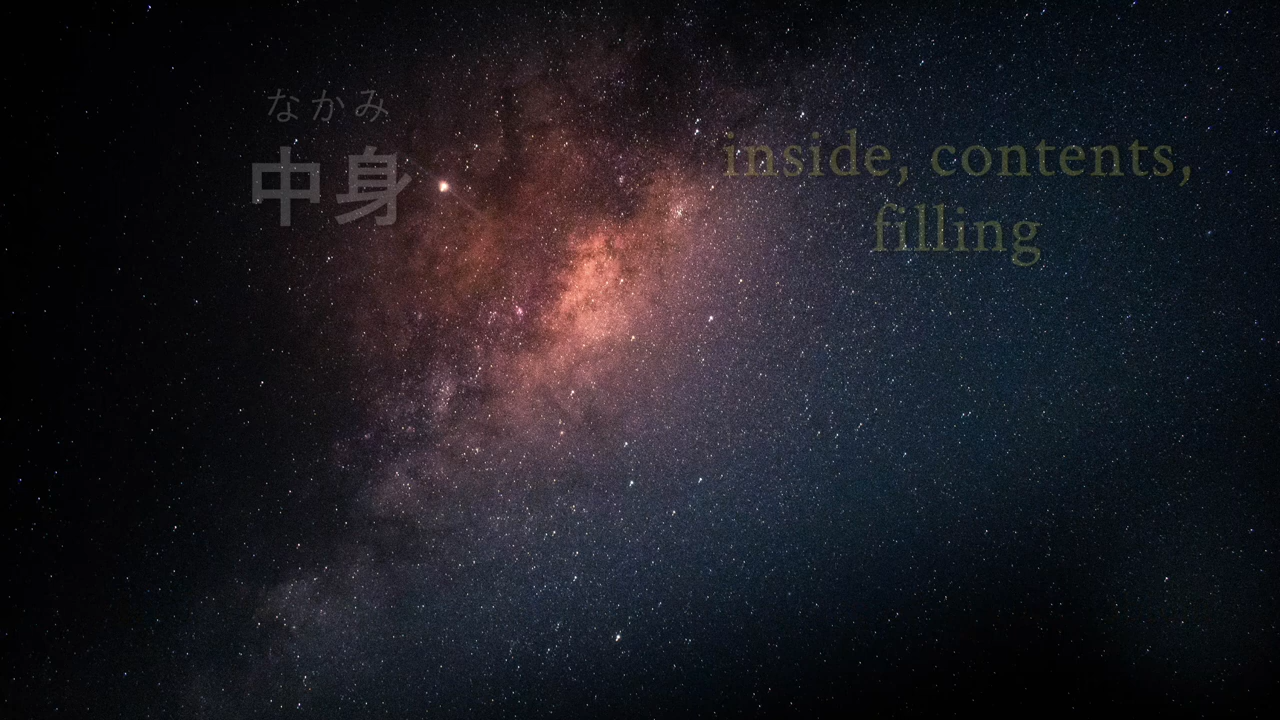 なかみ
中身
inside, contents,
filling